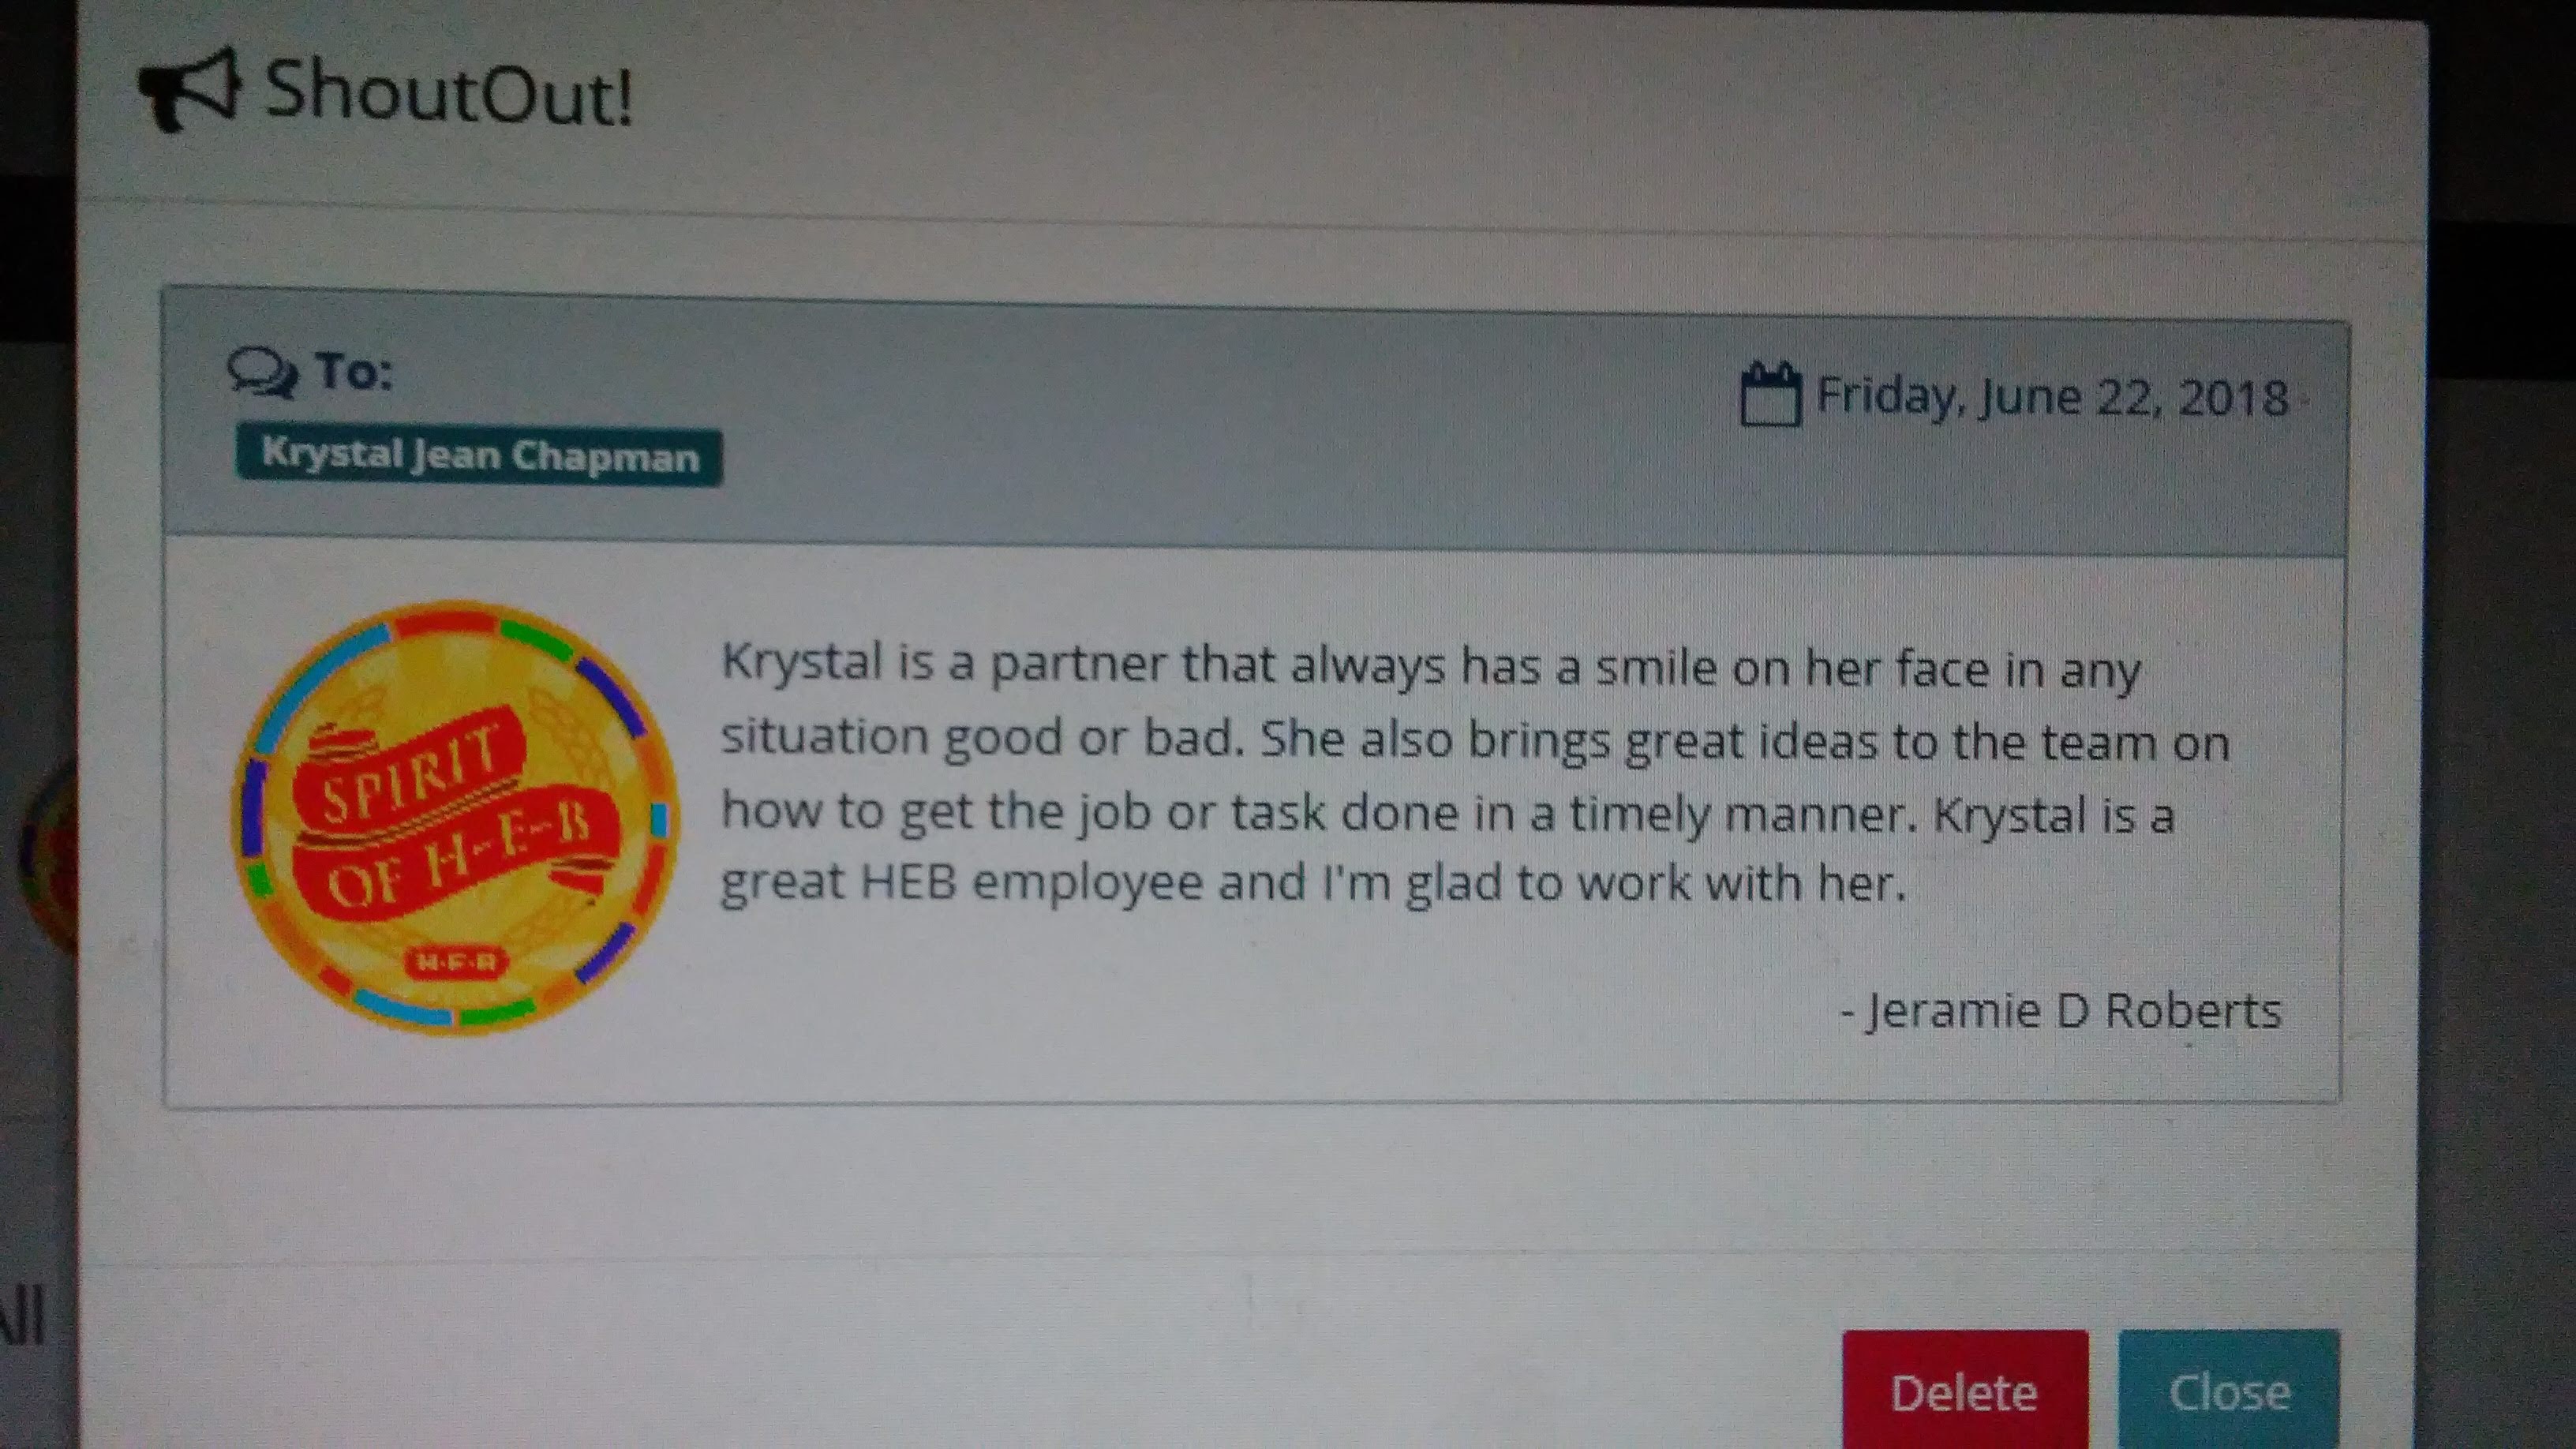 ShoutOut!
To:
Friday, June 22, 2018
Krystal Jean Chapman
SPIRIT
OF H-E-B
H-E-B
Krystal is a partner that always has a smile on her face in any
situation good or bad. She also brings great ideas to the team on
how to get the job or task done in a timely manner. Krystal is a
great HEB employee and I'm glad to work with her.
- Jeramie D Roberts
All
Delete
Close